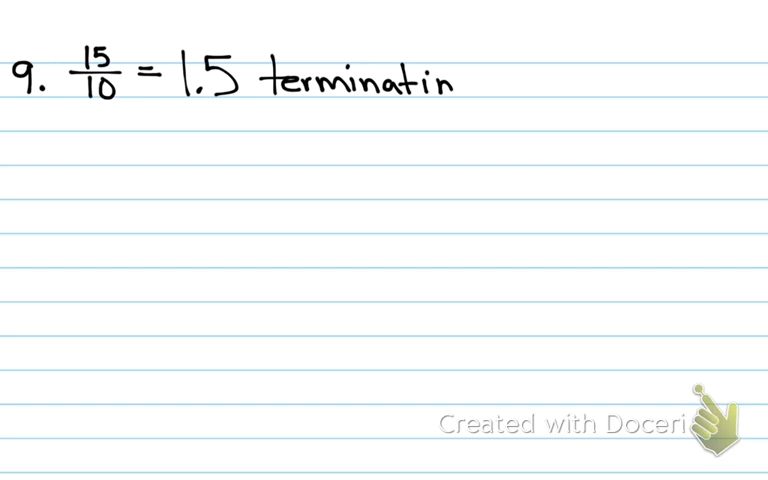 9. 15/10 = 1.5 terminatin
Created with Doceri